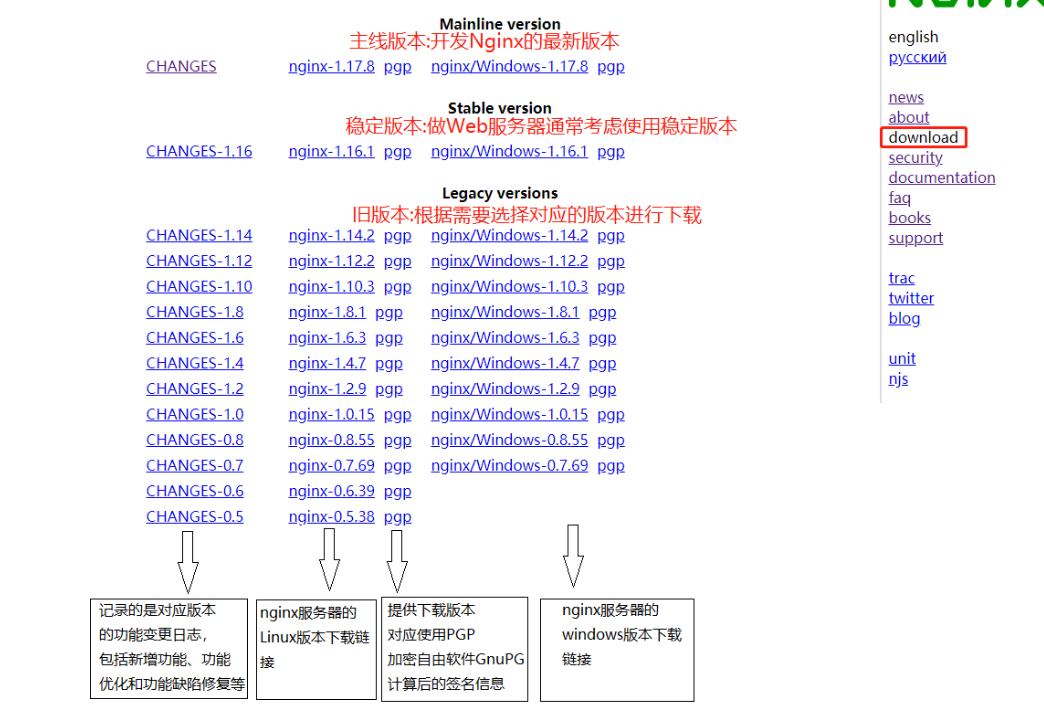 Mainline version
主线版本:开发Nginx的最新版本
CHANGES nginx-1.17.8 pgp nginx/Windows-1.17.8 pgp
Stable version
稳定版本:做Web服务器通常考虑使用稳定版本
CHANGES-1.16 nginx-1.16.1 pgp nginx/Windows-1.16.1 pgp
Legacy versions
旧版本:根据需要选择对应的版本进行下载
CHANGES-1.14 nginx-1.14.2 pgp nginx/Windows-1.14.2 pgp
CHANGES-1.12 nginx-1.12.2 pgp nginx/Windows-1.12.2 pgp
CHANGES-1.10 nginx-1.10.3 pgp nginx/Windows-1.10.3 pgp
CHANGES-1.8 nginx-1.8.1 pgp nginx/Windows-1.8.1 pgp
CHANGES-1.6 nginx-1.6.3 pgp nginx/Windows-1.6.3 pgp
CHANGES-1.4 nginx-1.4.7 pgp nginx/Windows-1.4.7 pgp
CHANGES-1.2 nginx-1.2.9 pgp nginx/Windows-1.2.9 pgp
CHANGES-1.0 nginx-1.0.15 pgp nginx/Windows-1.0.15 pgp
CHANGES-0.8 nginx-0.8.55 pgp nginx/Windows-0.8.55 pgp
CHANGES-0.7 nginx-0.7.69 pgp nginx/Windows-0.7.69 pgp
CHANGES-0.6 nginx-0.6.39 pgp
CHANGES-0.5 nginx-0.5.38 pgp
记录的是对应版本
的功能变更日志，
包括新增功能、功能
优化和功能缺陷修复等
nginx服务器的
Linux版本下载链
接
提供下载版本
对应使用PGP
加密自由软件GnuPG
计算后的签名信息
nginx服务器的
windows版本下载
链接
english
русский
news
about
download
security
documentation
faq
books
support
trac
twitter
blog
unit
njs